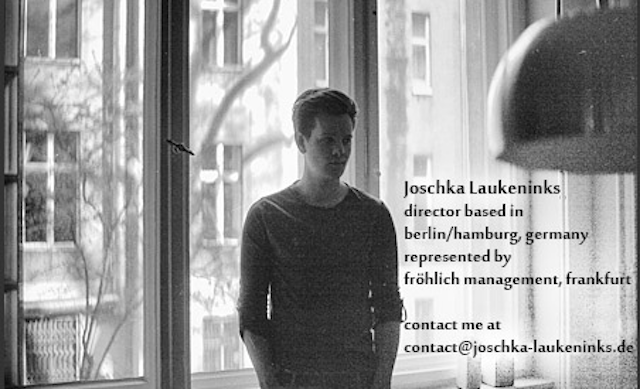 Joschka Laukeninks
director based in
berlin/hamburg, germany
represented by
fröhlich management, frankfurt
contact me at
contact@joschka-laukeninks.de